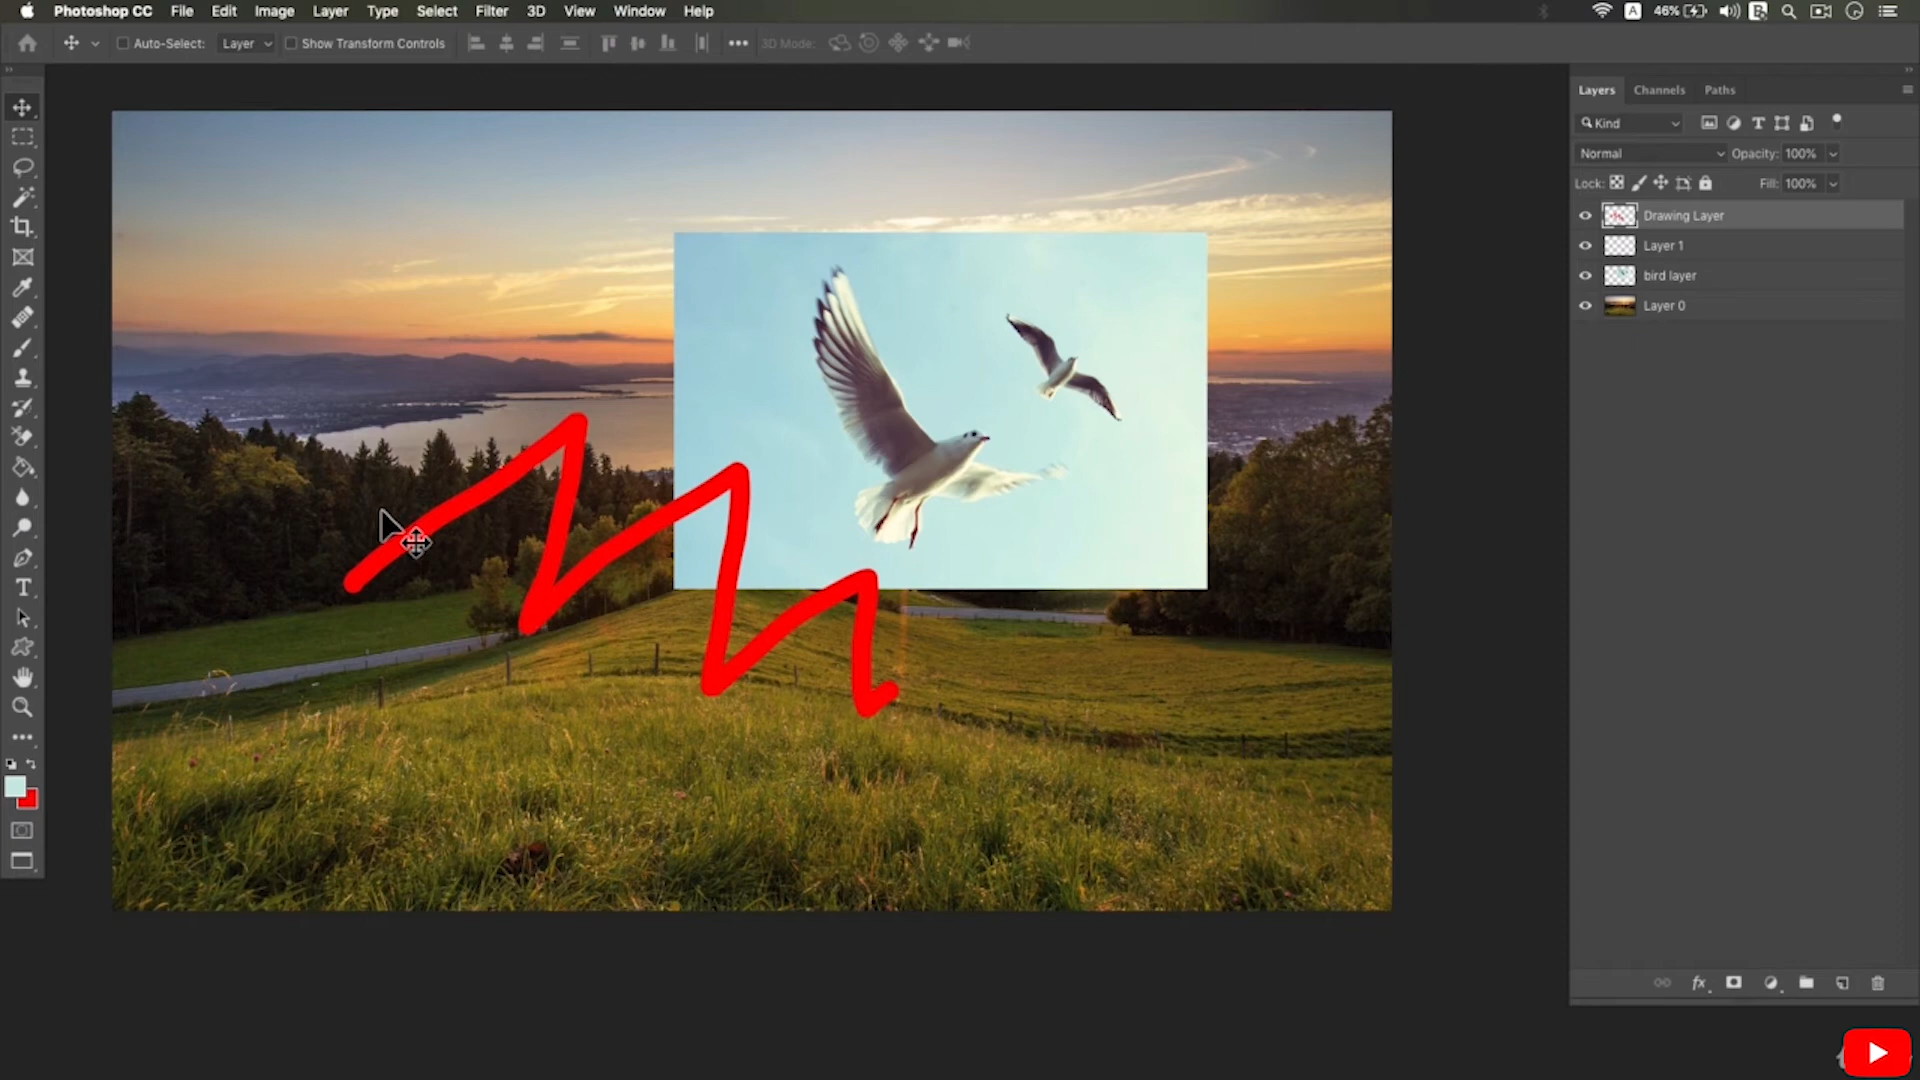 Photoshop CC File Edit Image Layer Type Select Filter 3D View Window Help A 46%
Auto-Select: Layer Show Transform Controls 3D Mode:
Layers Channels Paths
Kind
Normal Opacity: 100%
Lock: Fill: 100%
Drawing Layer
Layer 1
bird layer
Layer 0
fx